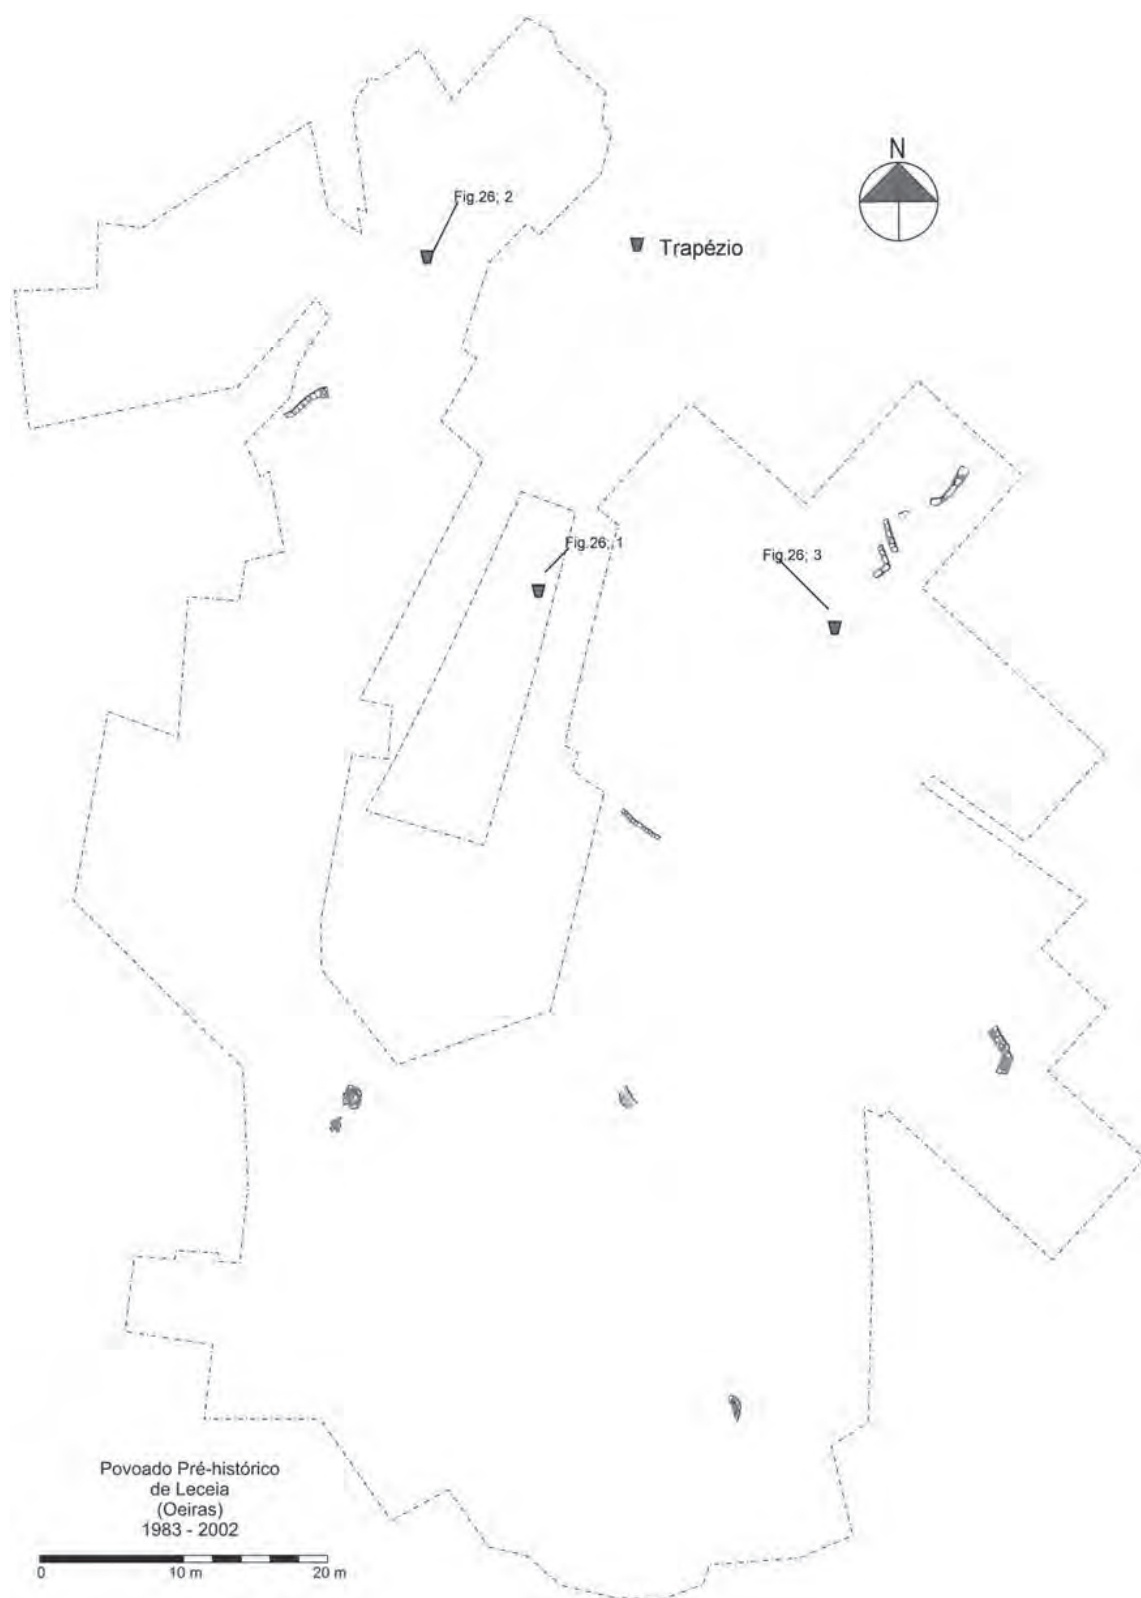 N
Fig.26; 2
Trapézio
Fig.26; 1
Fig.26; 3
Povoado Pré-histórico
de Leceia
(Oeiras)
1983 - 2002
0 10 m 20 m